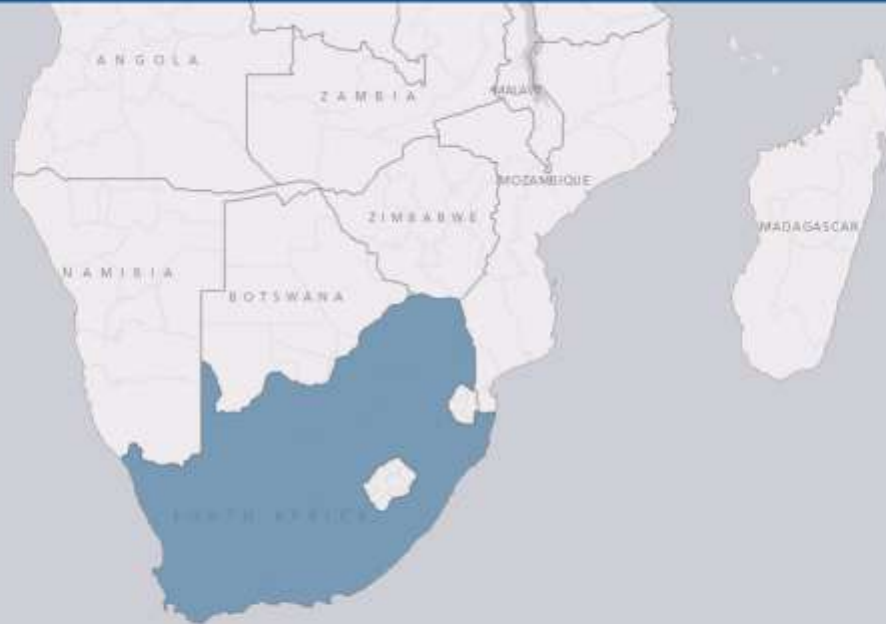 ANGOLA
ZAMBIA
MALAWI
MOZAMBIQUE
ZIMBABWE
MADAGASCAR
NAMIBIA
BOTSWANA
SOUTH AFRICA